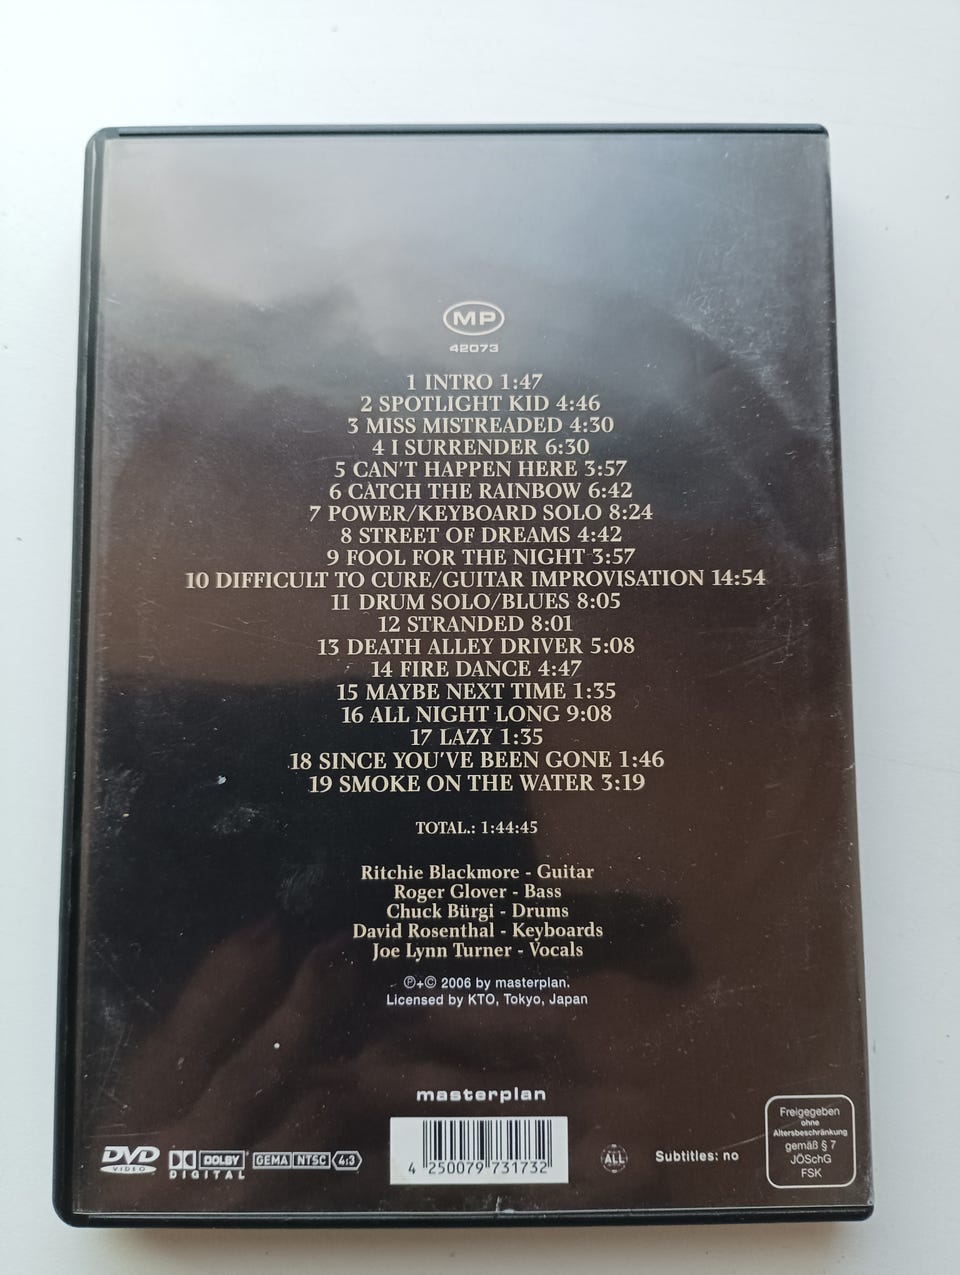 MP
42073
1 INTRO 1:47
2 SPOTLIGHT KID 4:46
3 MISS MISTREADED 4:30
4 I SURRENDER 6:30
5 CAN'T HAPPEN HERE 3:57
6 CATCH THE RAINBOW 6:42
7 POWER/KEYBOARD SOLO 8:24
8 STREET OF DREAMS 4:42
9 FOOL FOR THE NIGHT 3:57
10 DIFFICULT TO CURE/GUITAR IMPROVISATION 14:54
11 DRUM SOLO/BLUES 8:05
12 STRANDED 8:01
13 DEATH ALLEY DRIVER 5:08
14 FIRE DANCE 4:47
15 MAYBE NEXT TIME 1:35
16 ALL NIGHT LONG 9:08
17 LAZY 1:35
18 SINCE YOU'VE BEEN GONE 1:46
19 SMOKE ON THE WATER 3:19
TOTAL.: 1:44:45
Ritchie Blackmore - Guitar
Roger Glover - Bass
Chuck Bürgi - Drums
David Rosenthal - Keyboards
Joe Lynn Turner - Vocals
℗+© 2006 by masterplan.
Licensed by KTO, Tokyo, Japan
masterplan
DVD
VIDEO
DOLBY
DIGITAL
GEMA NTSC 4:3
4 250079 731732
ALL
Subtitles: no
Freigegeben
ohne
Altersbeschränkung
gemäß § 7
JÖSchG
FSK